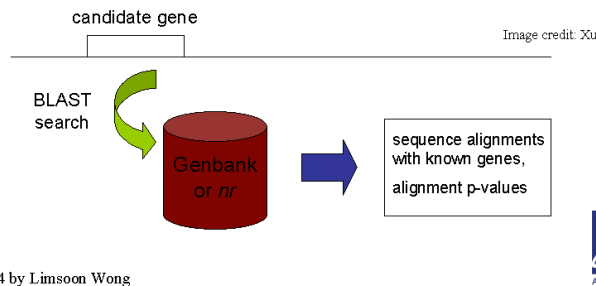 candidate gene
Image credit: Xu
BLAST
search
Genbank
or nr
sequence alignments
with known genes,
alignment p-values
4 by Limsoon Wong